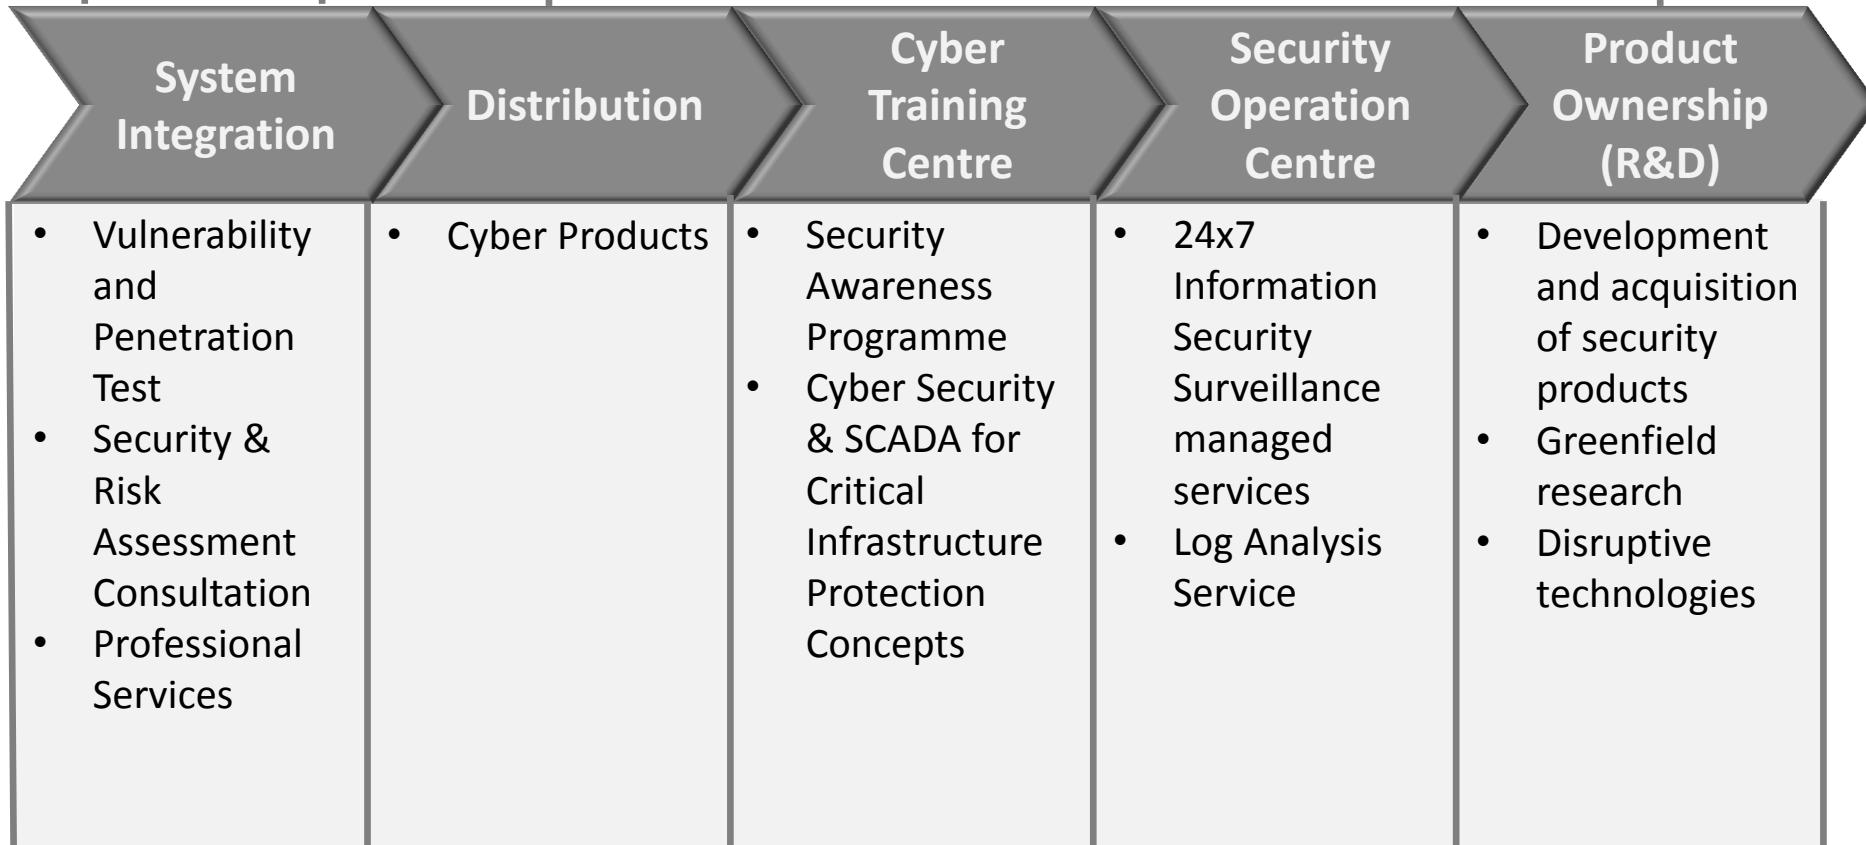 System
Integration
Distribution
Cyber
Training
Centre
Security
Operation
Centre
Product
Ownership
(R&D)
• Vulnerability
and
Penetration
Test
• Security &
Risk
Assessment
Consultation
• Professional
Services
• Cyber Products
• Security
Awareness
Programme
• Cyber Security
& SCADA for
Critical
Infrastructure
Protection
Concepts
• 24x7
Information
Security
Surveillance
managed
services
• Log Analysis
Service
• Development
and acquisition
of security
products
• Greenfield
research
• Disruptive
technologies